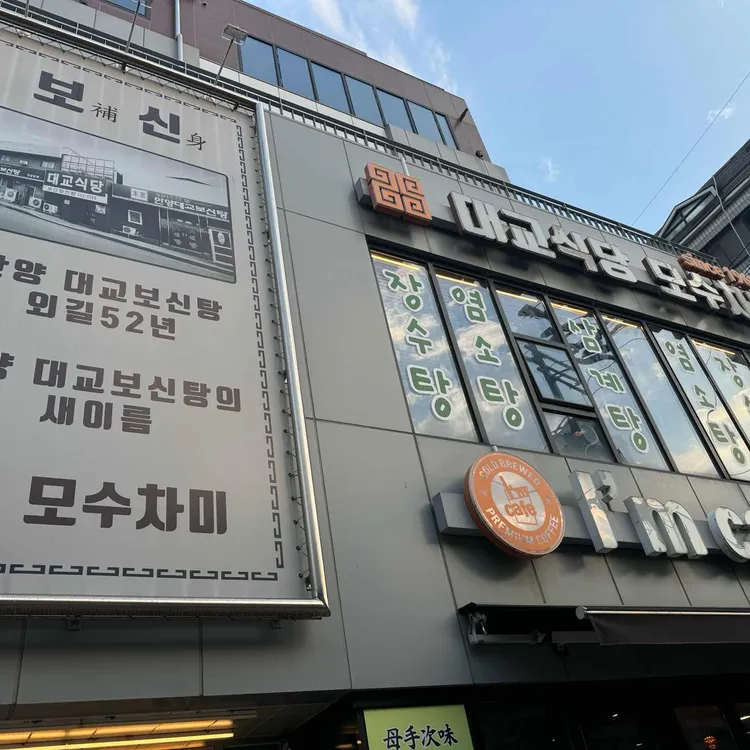 보補신身
대교식당
안양대교보신탕
안양 대교보신탕
외길52년
양 대교보신탕의
새이름
모수차미
대교식당 모수차
since
장수탕
염소탕
삼계탕
염소탕
장
COLD BREWED
I'm
cafe
PREMIUM COFFEE
I'm c
母手次味